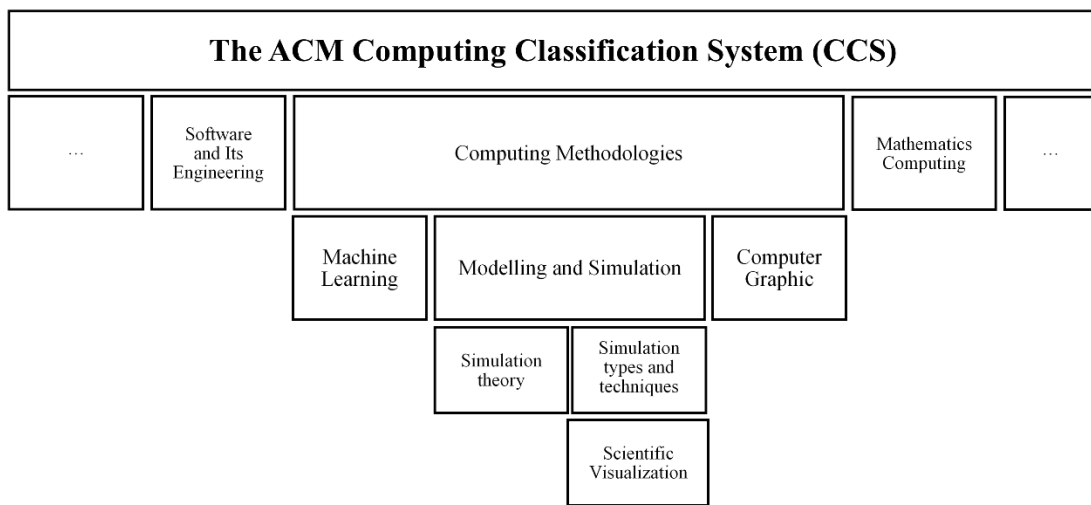 The ACM Computing Classification System (CCS)
…
Software
and Its
Engineering
Computing Methodologies
Mathematics
Computing
…
Machine
Learning
Modelling and Simulation
Computer
Graphic
Simulation
theory
Simulation
types and
techniques
Scientific
Visualization